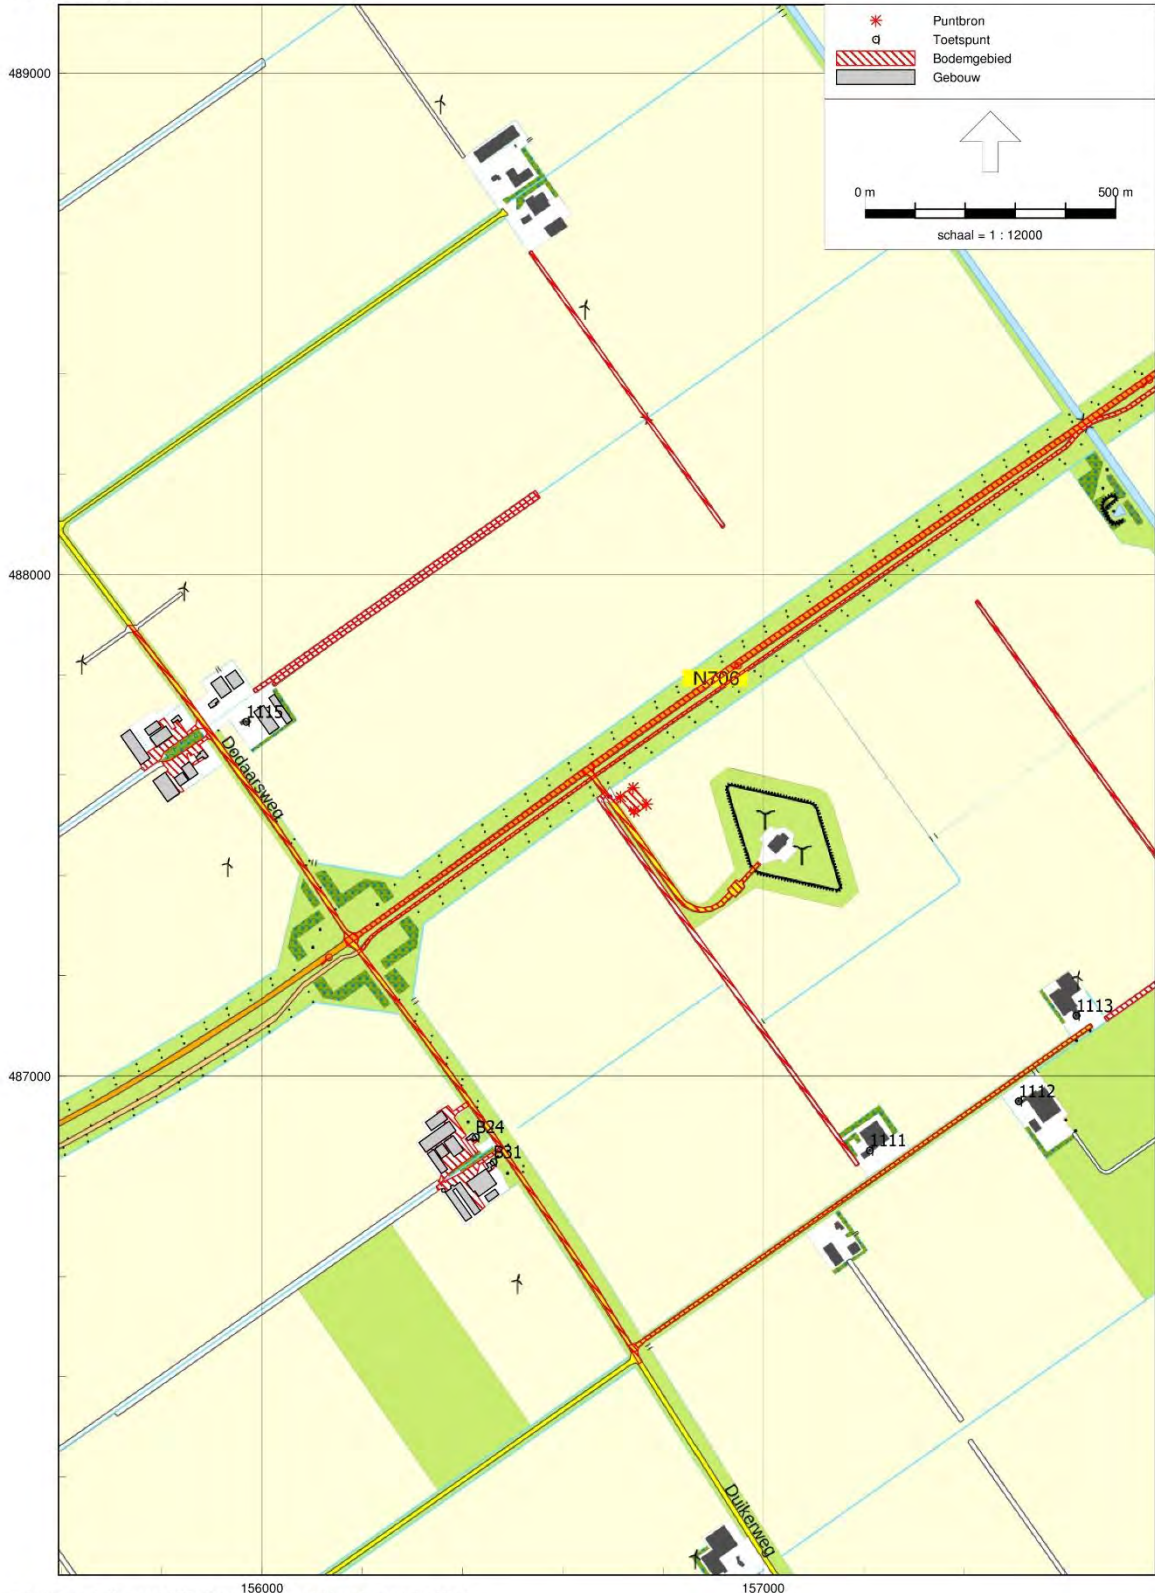 Puntbron
Toetspunt
Bodemgebied
Gebouw
489000
0 m 500 m
schaal = 1 : 12000
488000
N706
1115
Dodaarsweg
1113
487000
1112
B24
1111
B31
Duikerweg
156000 157000